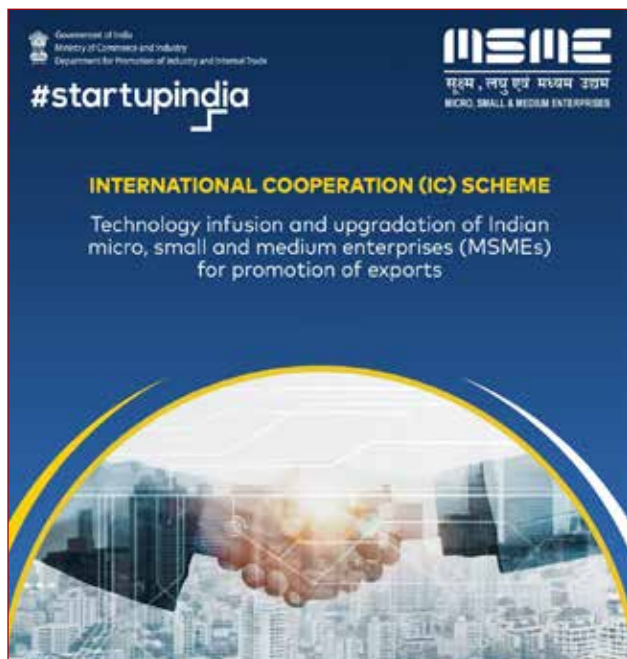 Government of India
Ministry of Commerce and Industry
Department for Promotion of Industry and Internal Trade
#startupindia
MSME
सूक्ष्म, लघु एवं मध्यम उद्यम
MICRO, SMALL & MEDIUM ENTERPRISES
INTERNATIONAL COOPERATION (IC) SCHEME
Technology infusion and upgradation of Indian
micro, small and medium enterprises (MSMEs)
for promotion of exports